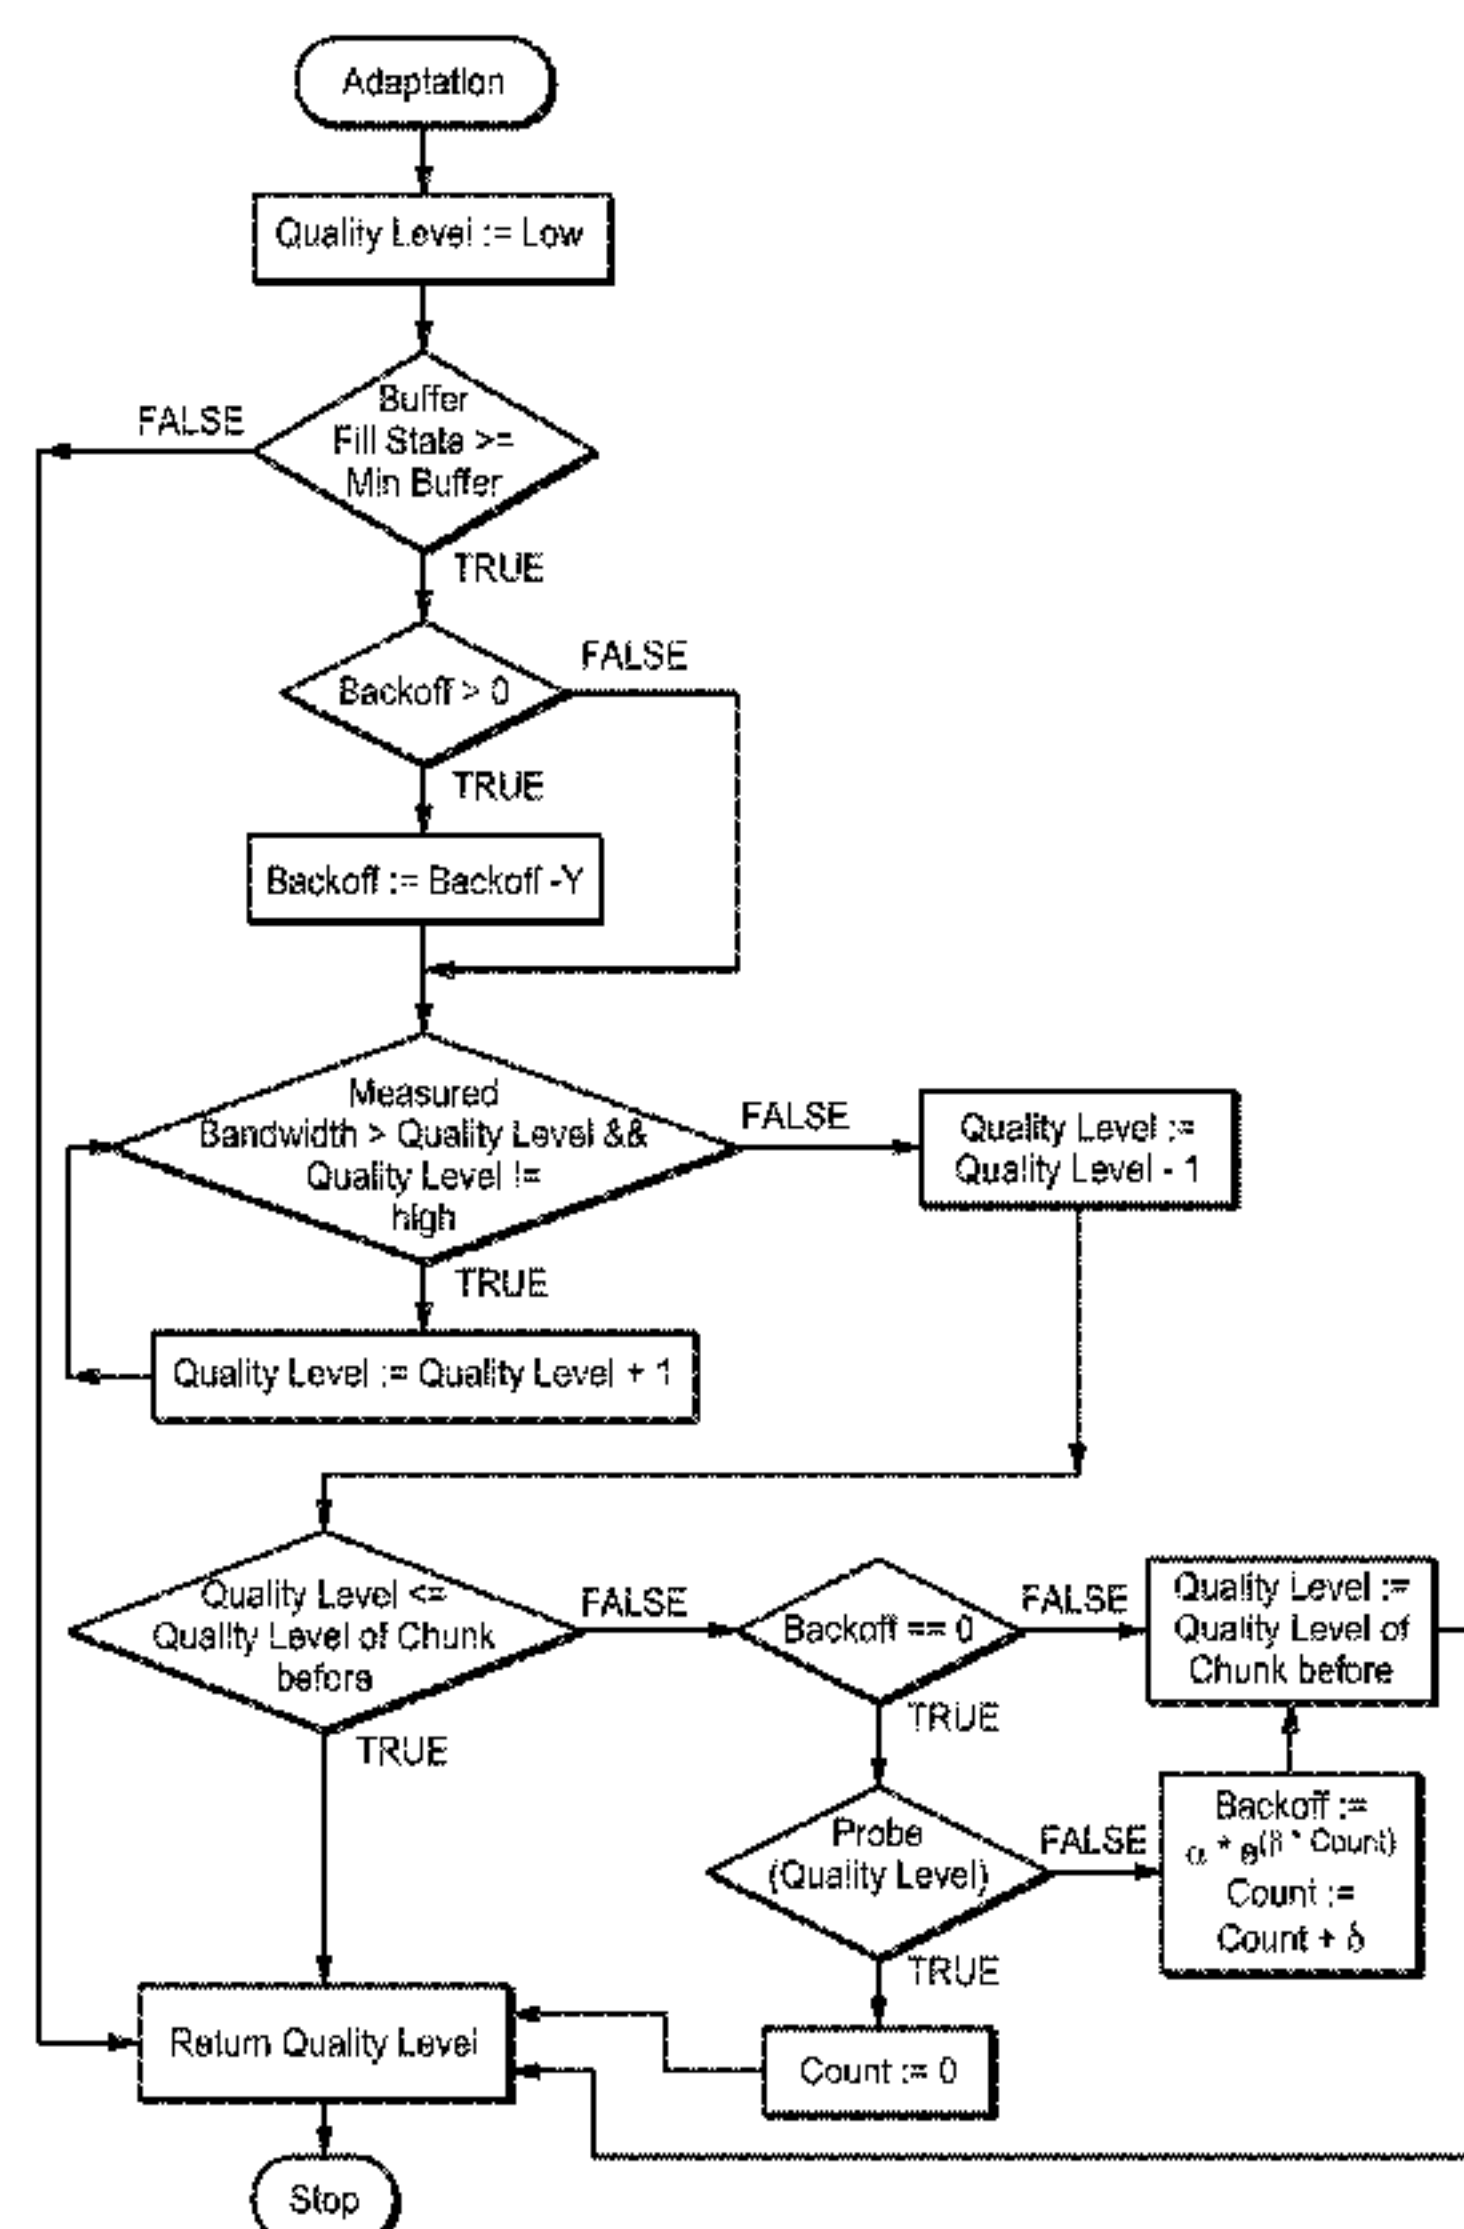 Adaptation
Quality Level := Low
Buffer
Fill State >=
Min Buffer
FALSE
TRUE
Backoff > 0
FALSE
TRUE
Backoff := Backoff -Y
Measured
Bandwidth > Quality Level &&
Quality Level !=
high
FALSE
Quality Level :=
Quality Level - 1
TRUE
Quality Level := Quality Level + 1
Quality Level <=
Quality Level of Chunk
before
FALSE
Backoff == 0
FALSE
Quality Level :=
Quality Level of
Chunk before
TRUE
TRUE
Probe
(Quality Level)
FALSE
Backoff :=
α * e(β * Count)
Count :=
Count + δ
TRUE
Return Quality Level
Count := 0
Stop